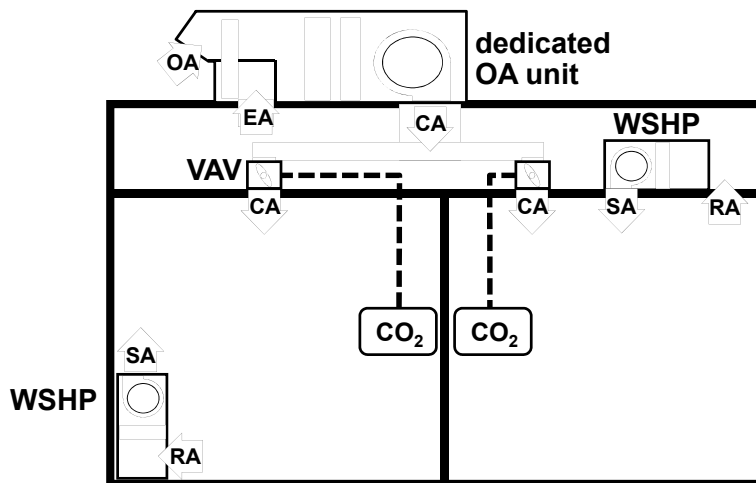 dedicated
OA unit
OA
EA
CA
WSHP
VAV
CA
CA
SA
RA
CO₂
CO₂
SA
WSHP
RA